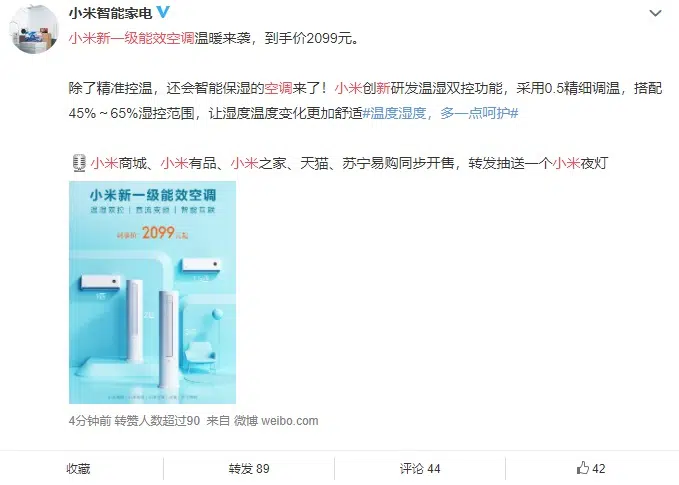 小米智能家电
小米新一级能效空调温暖来袭，到手价2099元。
除了精准控温，还会智能保湿的空调来了！小米创新研发温湿双控功能，采用0.5精细调温，搭配
45%～65%湿控范围，让湿度温度变化更加舒适#温度湿度，多一点呵护#
小米商城、小米有品、小米之家、天猫、苏宁易购同步开售，转发抽送一个小米夜灯
小米新一级能效空调
温湿双控 | 直流变频 | 智能互联
2099元起
4分钟前 转赞人数超过90 来自 微博 weibo.com
收藏
转发 89
评论 44
42